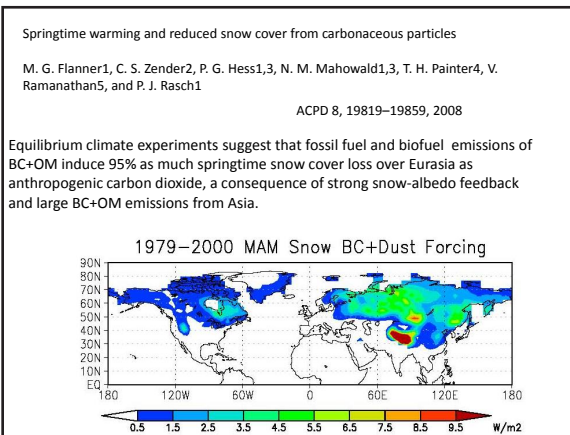 Springtime warming and reduced snow cover from carbonaceous particles
M. G. Flanner1, C. S. Zender2, P. G. Hess1,3, N. M. Mahowald1,3, T. H. Painter4, V.
Ramanathan5, and P. J. Rasch1
ACPD 8, 19819–19859, 2008
Equilibrium climate experiments suggest that fossil fuel and biofuel  emissions of
BC+OM induce 95% as much springtime snow cover loss over Eurasia as
anthropogenic carbon dioxide, a consequence of strong snow-albedo feedback
and large BC+OM emissions from Asia.
1979–2000 MAM Snow BC+Dust Forcing
90N
80N
70N
60N
50N
40N
30N
20N
10N
EQ
180 120W 60W 0 60E 120E 180
0.5 1.5 2.5 3.5 4.5 5.5 6.5 7.5 8.5 9.5 W/m2